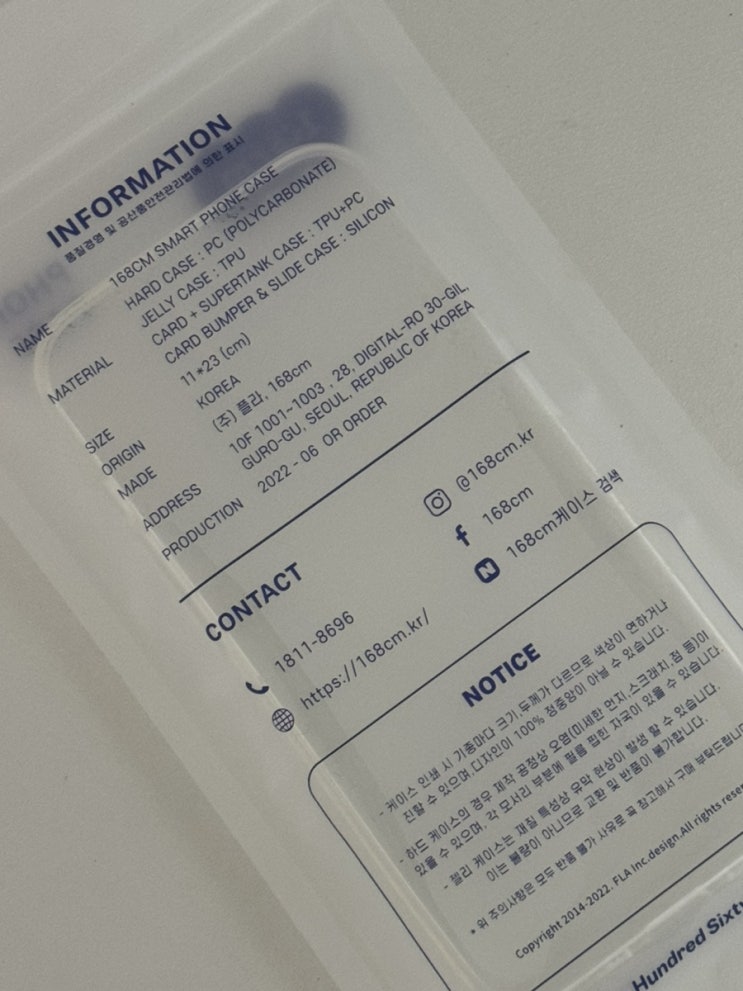 INFORMATION
품질경영 및 공산품안전관리법에 의한 표시
NAME 168CM SMART PHONE CASE
MATERIAL HARD CASE : PC (POLYCARBONATE)
JELLY CASE : TPU
CARD + SUPERTANK CASE : TPU+PC
CARD BUMPER & SLIDE CASE : SILICON
SIZE 11*23 (cm)
ORIGIN KOREA
MADE (주) 플라, 168cm
ADDRESS 10F 1001~1003 , 28, DIGITAL-RO 30-GIL,
GURO-GU, SEOUL, REPUBLIC OF KOREA
PRODUCTION 2022 - 06 OR ORDER
CONTACT
1811-8696
https://168cm.kr/
@168cm.kr
168cm
168cm케이스 검색
NOTICE
- 케이스 인쇄 시 기종마다 크기,두께가 다르므로 색상이 연하거나
진할 수 있으며,디자인이 100% 정중앙이 아닐 수 있습니다.
- 하드 케이스의 경우 제작 공정상 오염(미세한 먼지,스크래치,점 등)이
있을 수 있으며, 각 모서리 부분에 필름 찝힌 자국이 있을 수 있습니다.
- 젤리 케이스는 재질 특성상 유막 현상이 발생 할 수 있습니다.
이는 불량이 아니므로 교환 및 반품이 불가합니다.
* 위 주의사항은 모두 반품 불가 사유로 꼭 참고해서 구매 부탁드립니다
Copyright 2014-2022. FLA Inc.design.All rights rese
Hundred Sixty